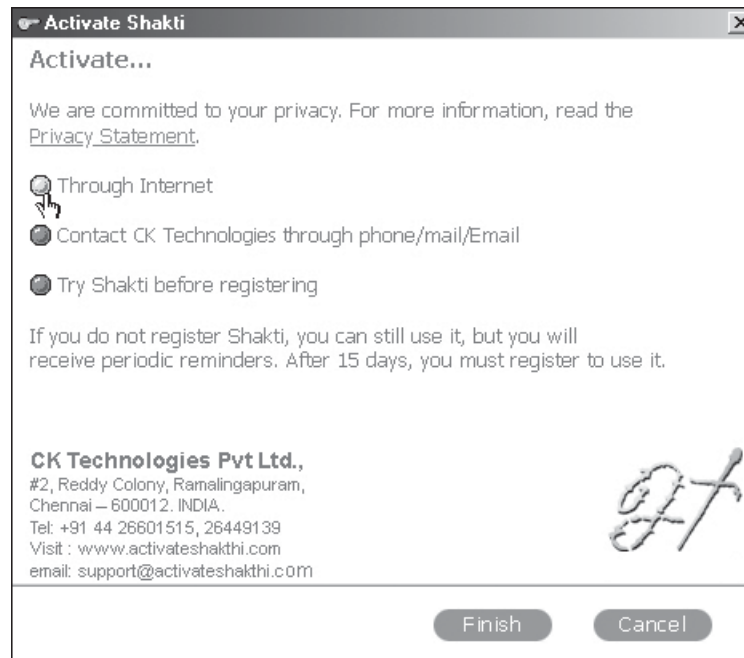 Activate Shakti
Activate...
We are committed to your privacy. For more information, read the
Privacy Statement.
Through Internet
Contact CK Technologies through phone/mail/Email
Try Shakti before registering
If you do not register Shakti, you can still use it, but you will
receive periodic reminders. After 15 days, you must register to use it.
CK Technologies Pvt Ltd.,
#2, Reddy Colony, Ramalingapuram,
Chennai – 600012. INDIA.
Tel: +91 44 26601515, 26449139
Visit : www.activateshakthi.com
email: support@activateshakthi.com
Finish Cancel